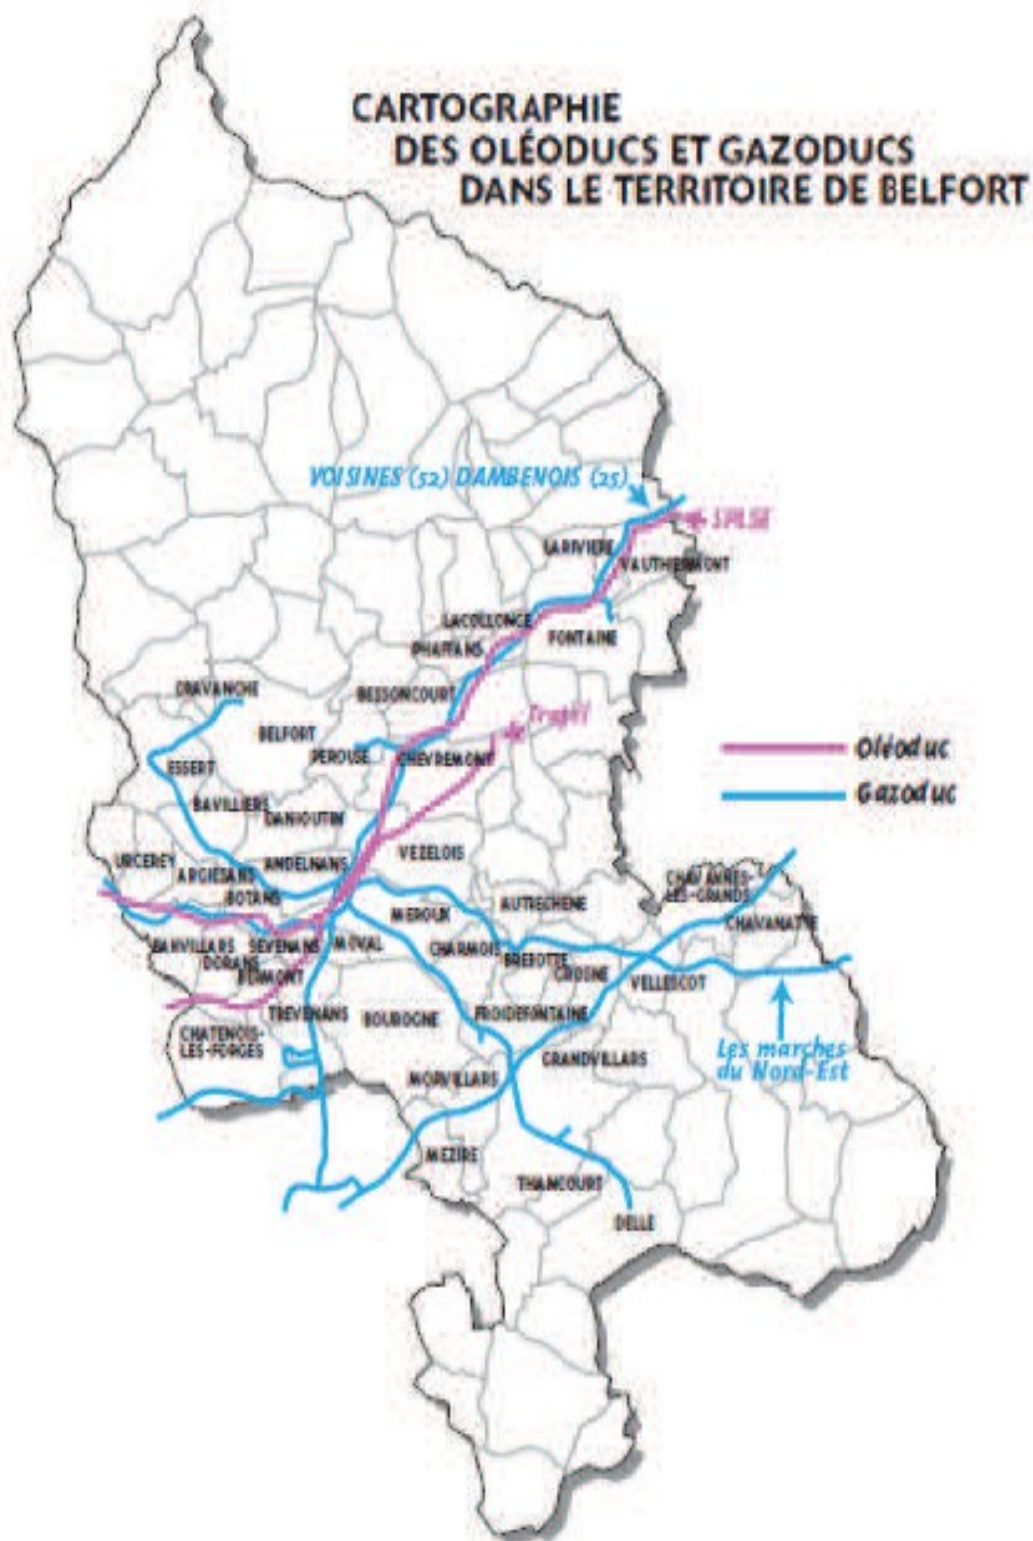 CARTOGRAPHIE
DES OLÉODUCS ET GAZODUCS
DANS LE TERRITOIRE DE BELFORT
VOISINES (52) DAMBENOIS (25)
SPLSE
LARIVIERE
VAUTHIERMONT
LACOLLONGE
FONTAINE
PHAFFANS
BESSONCOURT
CRAVANCHE
Trapil
BELFORT
PEROUSE
CHEVREMONT
Oléoduc
ESSERT
Gazoduc
BAVILLIERS
DANJOUTIN
VEZELOIS
URCEREY
ANDELNANS
ARGIESANS
CHAVANNES-
LES-GRANDS
BOTANS
AUTRECHENE
MEROUX
CHAVANATTE
BANVILLARS
SEVENANS
MOVAL
CHARMOIS
BREBOTTE
DORANS
GROSNE
BERMONT
VELLESCOT
TREVENANS
BOUROGNE
FROIDEFONTAINE
CHATENOIS-
LES-FORGES
GRANDVILLARS
Les marches
du Nord-Est
MORVILLARS
MEZIRE
THIANCOURT
DELLE